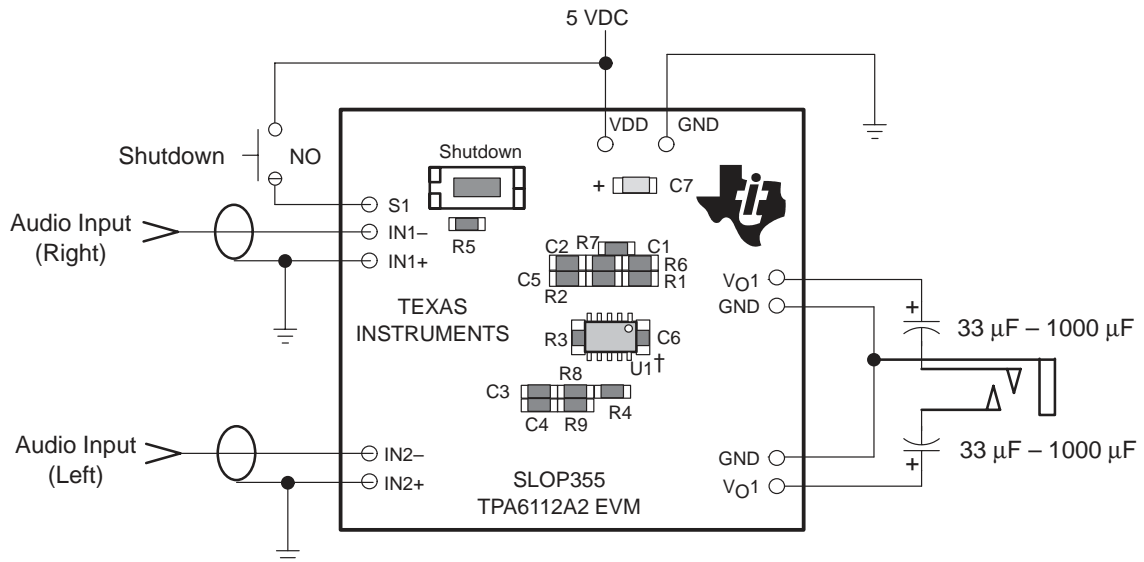 5 VDC
VDD GND
Shutdown NO
Shutdown
+ C7
S1
Audio Input
(Right)
IN1–
IN1+
R5
C2 R7 C1
R6
C5 R1
R2
VO1
GND
TEXAS
INSTRUMENTS
+
33 µF – 1000 µF
R3 C6
U1†
R8
C3
R4
C4 R9
Audio Input
(Left)
IN2–
IN2+
GND
VO1
+
33 µF – 1000 µF
SLOP355
TPA6112A2 EVM